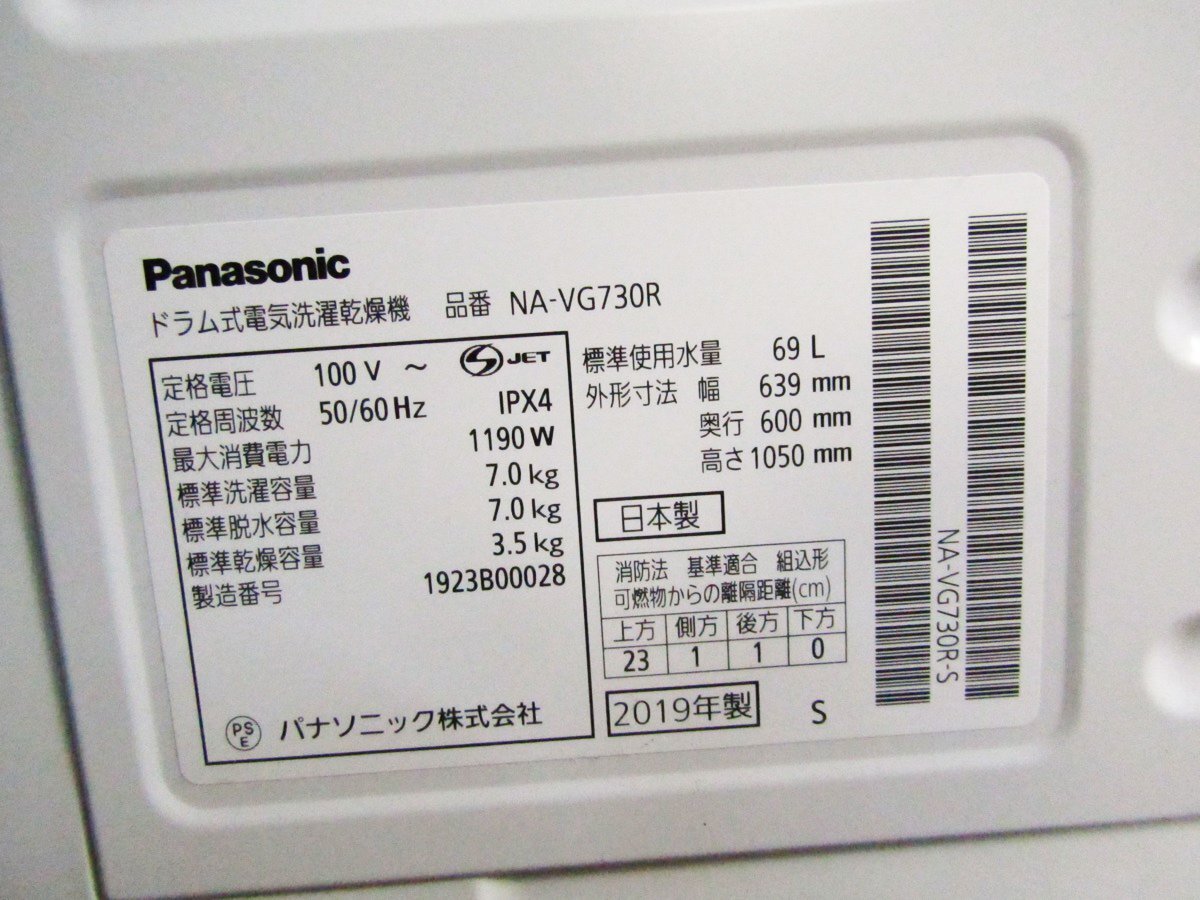 Panasonic
ドラム式電気洗濯乾燥機 品番 NA-VG730R
定格電圧 100 V ～ S JET
定格周波数 50/60 Hz IPX4
最大消費電力 1190 W
標準洗濯容量 7.0 kg
標準脱水容量 7.0 kg
標準乾燥容量 3.5 kg
製造番号 1923B00028
PS E パナソニック株式会社
標準使用水量 69 L
外形寸法 幅 639 mm
奥行 600 mm
高さ 1050 mm
日本製
消防法 基準適合 組込形
可燃物からの離隔距離(cm)
上方 側方 後方 下方
23 1 1 0
2019年製 S
NA-VG730R-S